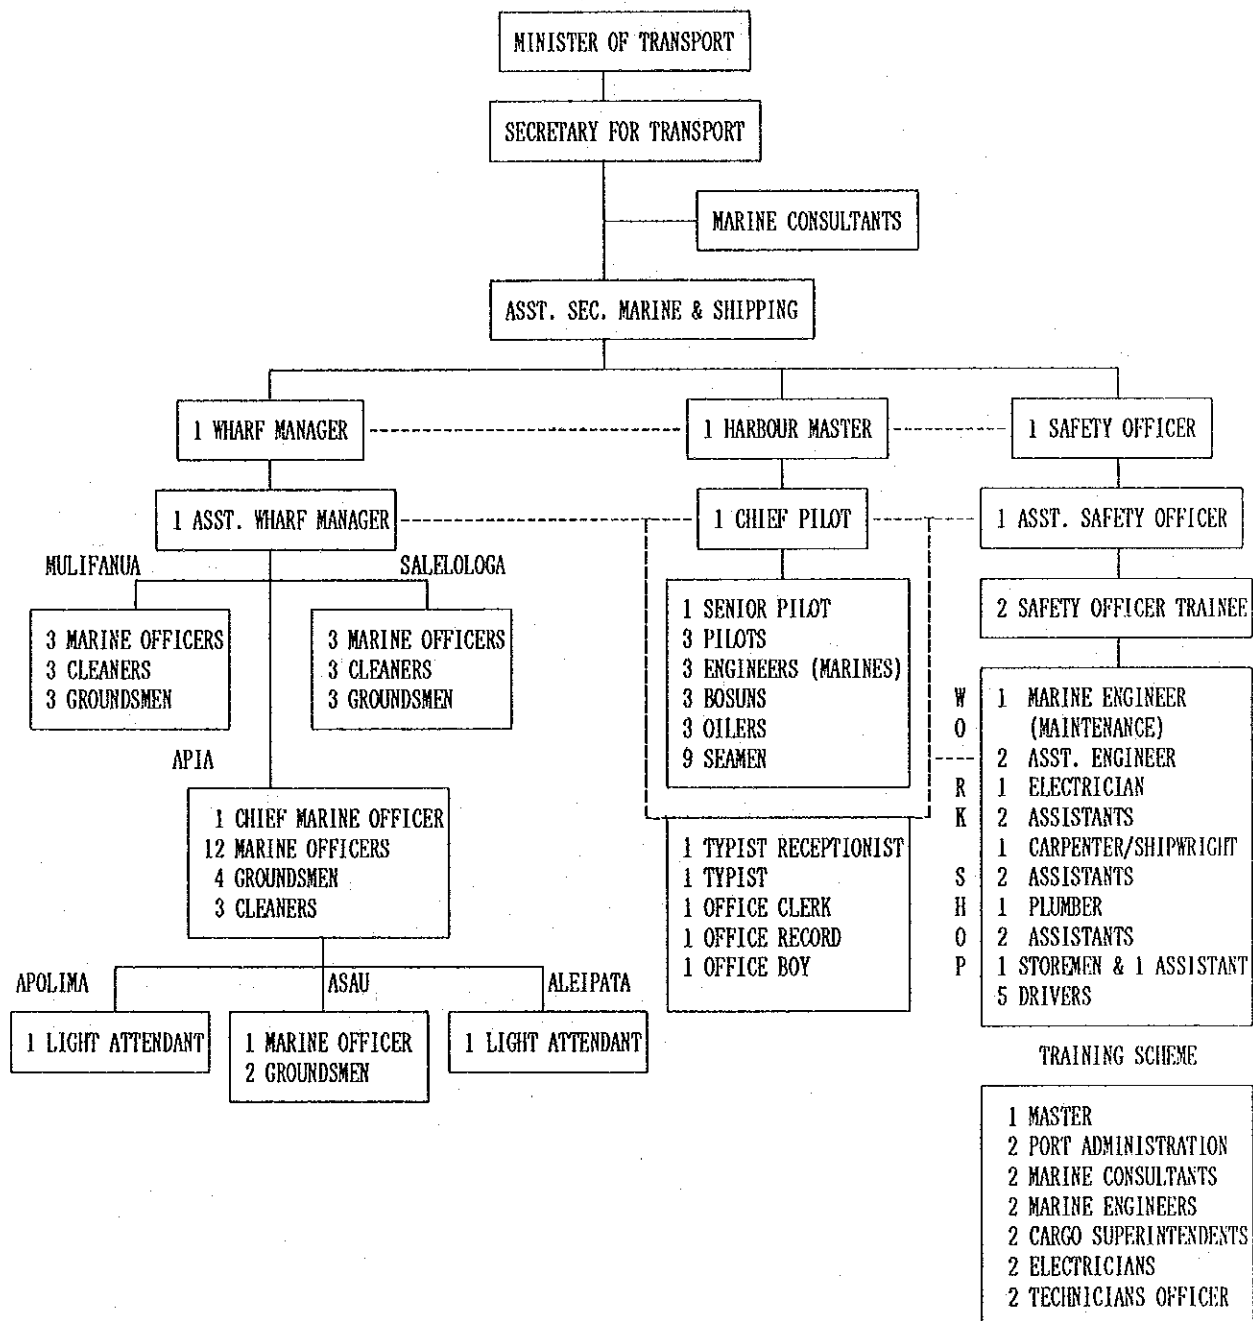 MINISTER OF TRANSPORT
SECRETARY FOR TRANSPORT
MARINE CONSULTANTS
ASST. SEC. MARINE & SHIPPING
1 WHARF MANAGER
1 HARBOUR MASTER
1 SAFETY OFFICER
1 ASST. WHARF MANAGER
1 CHIEF PILOT
1 ASST. SAFETY OFFICER
MULIFANUA
SALELOLOGA
3 MARINE OFFICERS
3 CLEANERS
3 GROUNDSMEN
3 MARINE OFFICERS
3 CLEANERS
3 GROUNDSMEN
APIA
1 CHIEF MARINE OFFICER
12 MARINE OFFICERS
4 GROUNDSMEN
3 CLEANERS
APOLIMA
ASAU
ALEIPATA
1 LIGHT ATTENDANT
1 MARINE OFFICER
2 GROUNDSMEN
1 LIGHT ATTENDANT
1 SENIOR PILOT
3 PILOTS
3 ENGINEERS (MARINES)
3 BOSUNS
3 OILERS
9 SEAMEN
1 TYPIST RECEPTIONIST
1 TYPIST
1 OFFICE CLERK
1 OFFICE RECORD
1 OFFICE BOY
2 SAFETY OFFICER TRAINEE
WORKSHOP
1 MARINE ENGINEER
(MAINTENANCE)
2 ASST. ENGINEER
1 ELECTRICIAN
2 ASSISTANTS
1 CARPENTER/SHIPWRIGHT
2 ASSISTANTS
1 PLUMBER
2 ASSISTANTS
1 STOREMEN & 1 ASSISTANT
5 DRIVERS
TRAINING SCHEME
1 MASTER
2 PORT ADMINISTRATION
2 MARINE CONSULTANTS
2 MARINE ENGINEERS
2 CARGO SUPERINTENDENTS
2 ELECTRICIANS
2 TECHNICIANS OFFICER